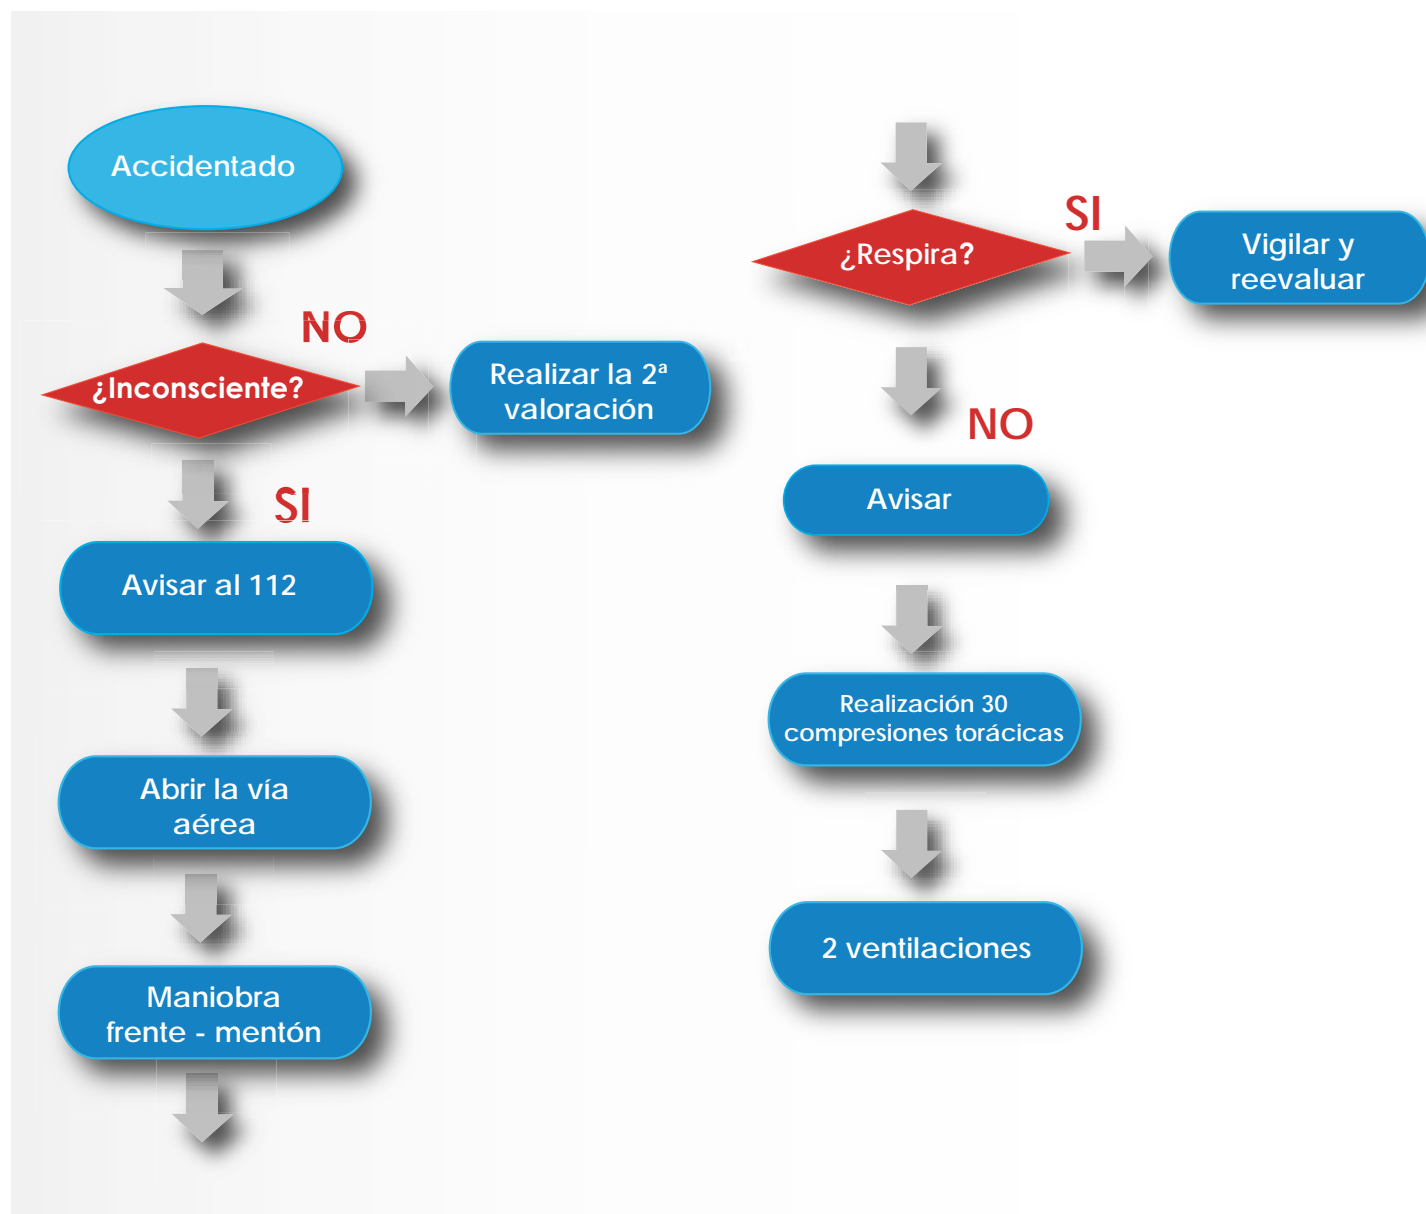 Accidentado
NO
¿Inconsciente?
Realizar la 2ª
valoración
SI
Avisar al 112
Abrir la vía
aérea
Maniobra
frente - mentón
SI
¿Respira?
Vigilar y
reevaluar
NO
Avisar
Realización 30
compresiones torácicas
2 ventilaciones